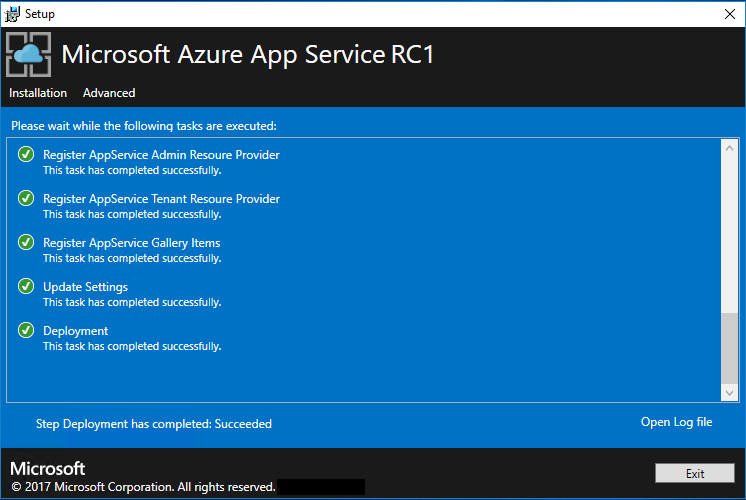 Setup
Microsoft Azure App Service RC1
Installation Advanced
Please wait while the following tasks are executed:
Register AppService Admin Resoure Provider
This task has completed successfully.
Register AppService Tenant Resoure Provider
This task has completed successfully.
Register AppService Gallery Items
This task has completed successfully.
Update Settings
This task has completed successfully.
Deployment
This task has completed successfully.
Step Deployment has completed: Succeeded
Open Log file
Microsoft
© 2017 Microsoft Corporation. All rights reserved.
Exit